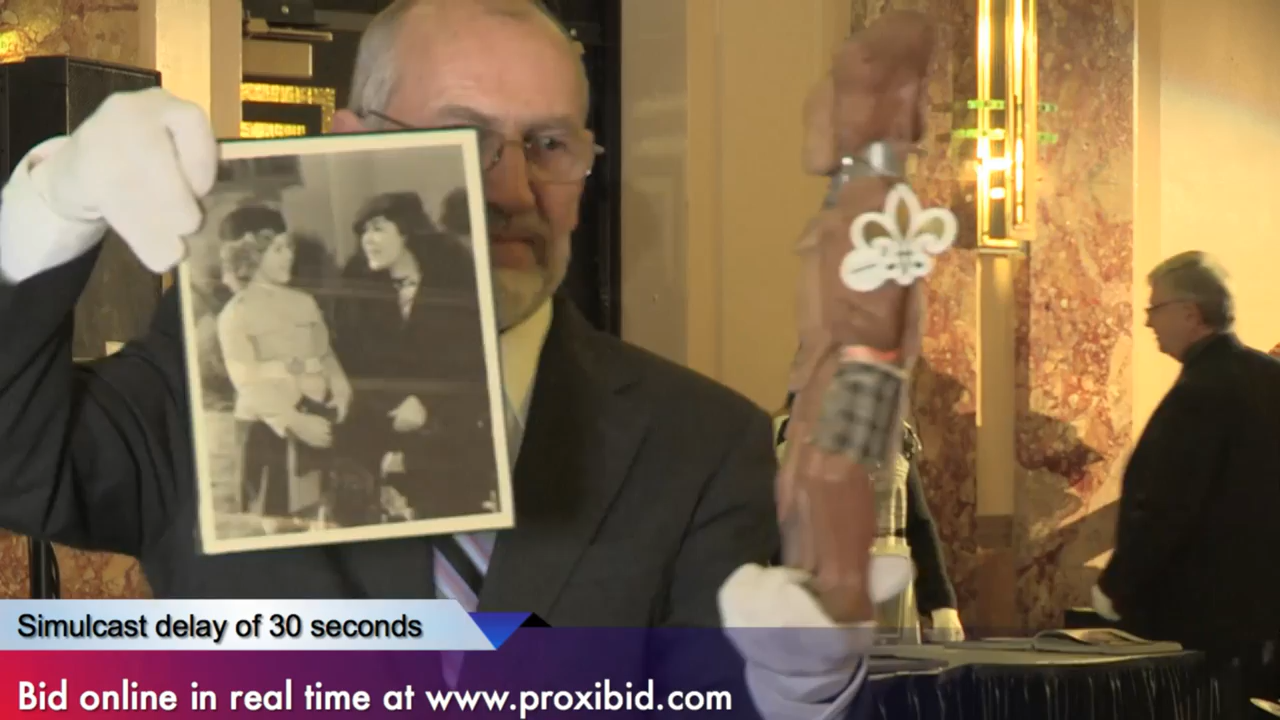 Simulcast delay of 30 seconds
Bid online in real time at www.proxibid.com